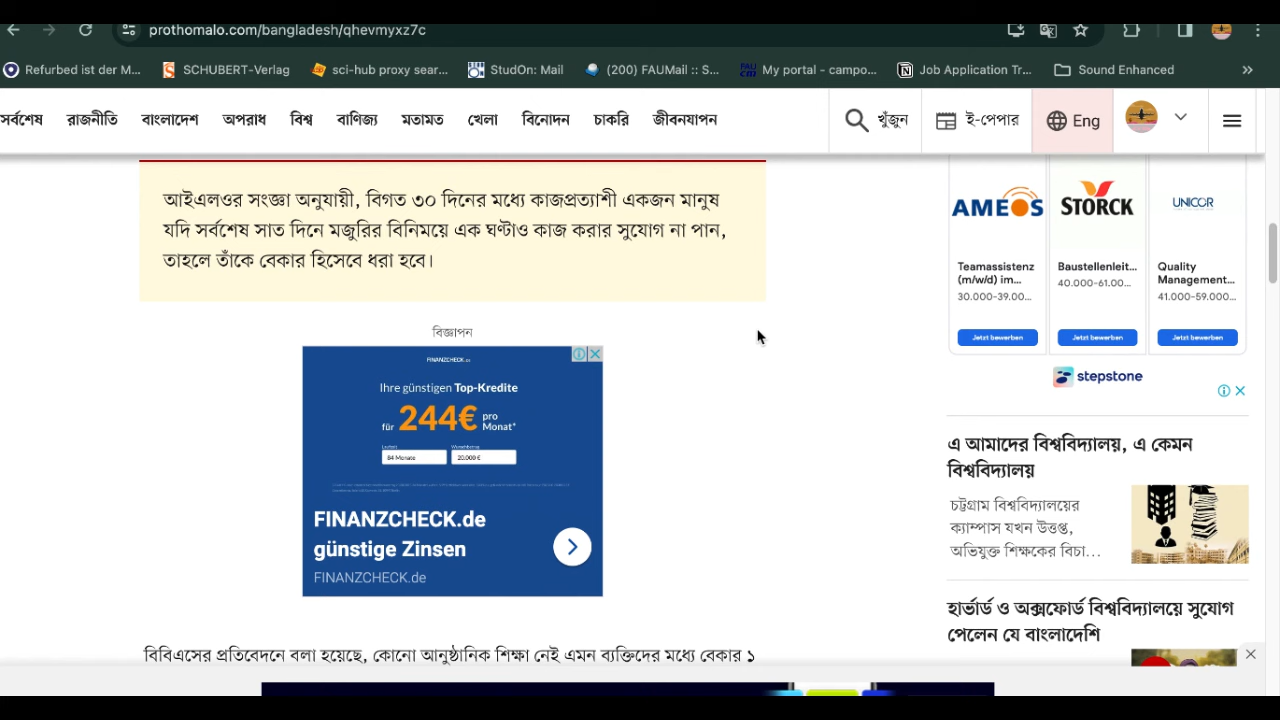 prothomalo.com/bangladesh/qhevmyxz7c
Refurbed ist der M...
SCHUBERT-Verlag
sci-hub proxy sear...
StudOn: Mail
(200) FAUMail :: S...
My portal - campo...
Job Application Tr...
Sound Enhanced
সর্বশেষ রাজনীতি বাংলাদেশ অপরাধ বিশ্ব বাণিজ্য মতামত খেলা বিনোদন চাকরি জীবনযাপন
খুঁজুন
ই-পেপার
Eng
আইএলওর সংজ্ঞা অনুযায়ী, বিগত ৩০ দিনের মধ্যে কাজপ্রত্যাশী একজন মানুষ
যদি সর্বশেষ সাত দিনে মজুরির বিনিময়ে এক ঘণ্টাও কাজ করার সুযোগ না পান,
তাহলে তাঁকে বেকার হিসেবে ধরা হবে।
বিজ্ঞাপন
FINANZCHECK.de
Ihre günstigen Top-Kredite
für 244€ pro Monat*
Laufzeit
84 Monate
20.000 €
FINANZCHECK.de
günstige Zinsen
FINANZCHECK.de
বিবিএসের প্রতিবেদনে বলা হয়েছে, কোনো আনুষ্ঠানিক শিক্ষা নেই এমন ব্যক্তিদের মধ্যে বেকার ১
AMEOS
STORCK
UNICOR
Teamassistenz
(m/w/d) im...
30.000-39.00...
Jetzt bewerben
Baustellenleit...
40.000-61.00...
Jetzt bewerben
Quality
Management...
41.000-59.000...
Jetzt bewerben
stepstone
এ আমাদের বিশ্ববিদ্যালয়, এ কেমন
বিশ্ববিদ্যালয়
চট্টগ্রাম বিশ্ববিদ্যালয়ের
ক্যাম্পাস যখন উত্তপ্ত,
অভিযুক্ত শিক্ষকের বিচা...
হার্ভার্ড ও অক্সফোর্ড বিশ্ববিদ্যালয়ে সুযোগ
পেলেন যে বাংলাদেশি